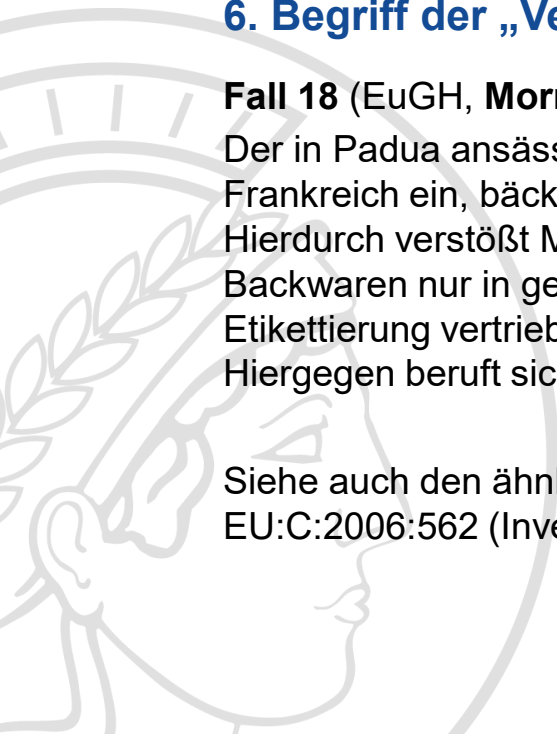 6. Begriff der „Ve
Fall 18 (EuGH, Morr
Der in Padua ansäss
Frankreich ein, bäck
Hierdurch verstößt M
Backwaren nur in ge
Etikettierung vertrieb
Hiergegen beruft sic
Siehe auch den ähnl
EU:C:2006:562 (Inve